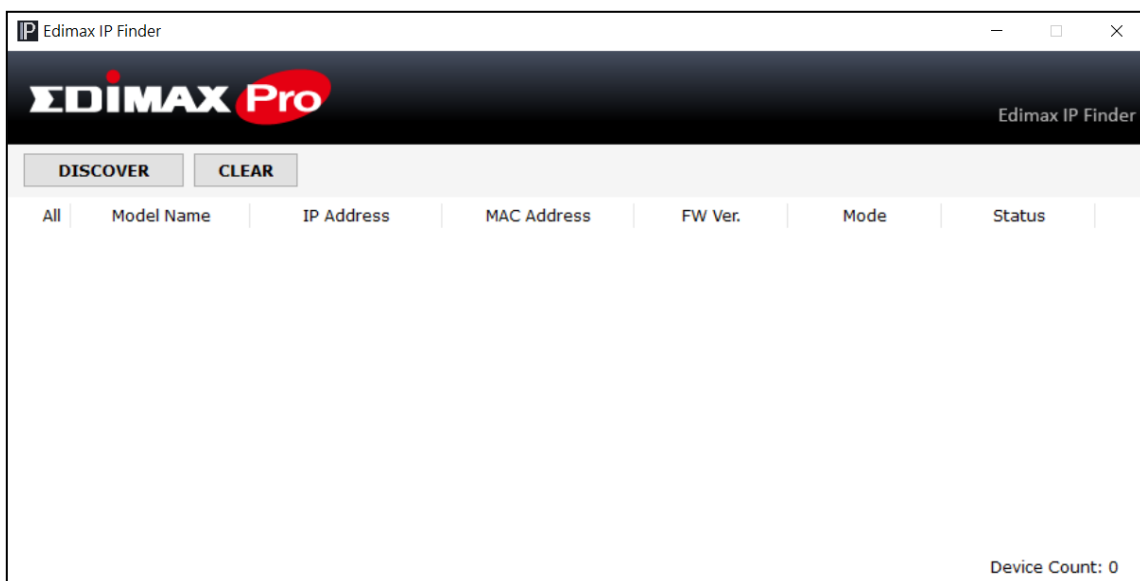 IP Edimax IP Finder
EDIMAX Pro
Edimax IP Finder
DISCOVER CLEAR
All Model Name IP Address MAC Address FW Ver. Mode Status
Device Count: 0